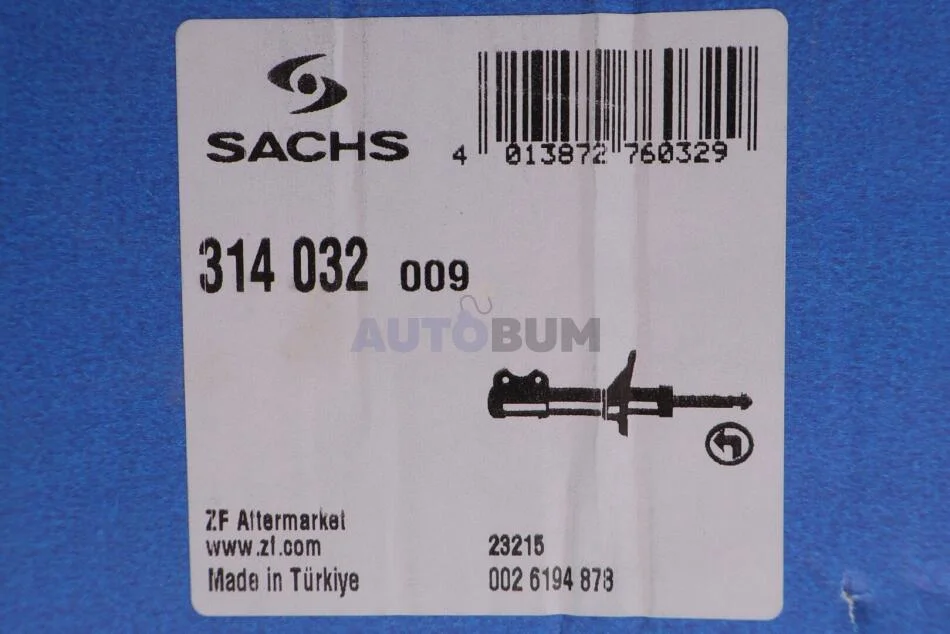 SACHS
4 013872 760329
314 032 009
AUTOBUM
ZF Aftermarket
www.zf.com
Made in Türkiye
23215
002 6194 878